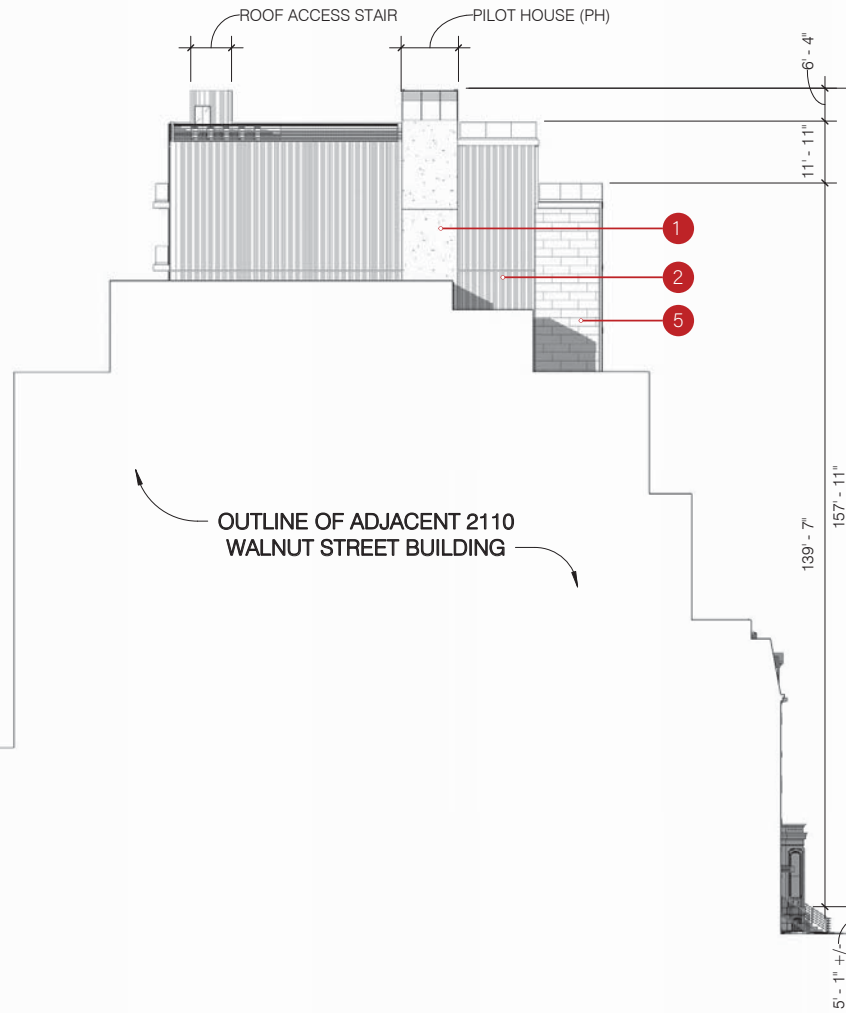 ROOF ACCESS STAIR
PILOT HOUSE (PH)
6' - 4"
11' - 11"
1
2
5
OUTLINE OF ADJACENT 2110
WALNUT STREET BUILDING
139' - 7"
157' - 11"
5' - 1" +/-